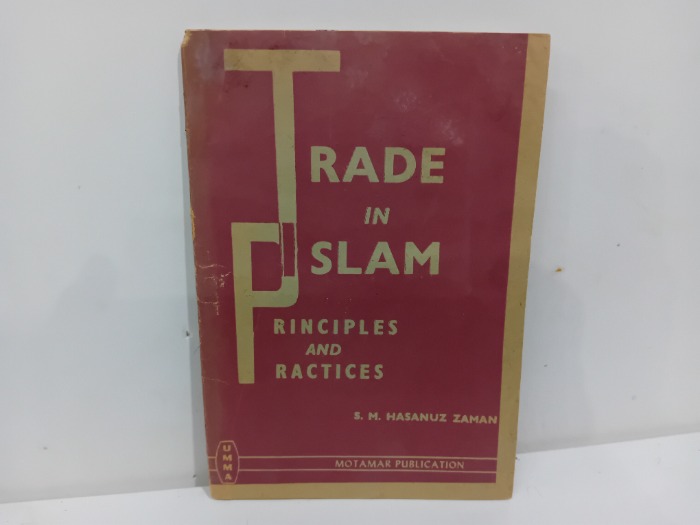 TRADE
IN
ISLAM
PRINCIPLES
AND
PRACTICES
S. M. HASANUZ ZAMAN
UMMA
MOTAMAR PUBLICATION